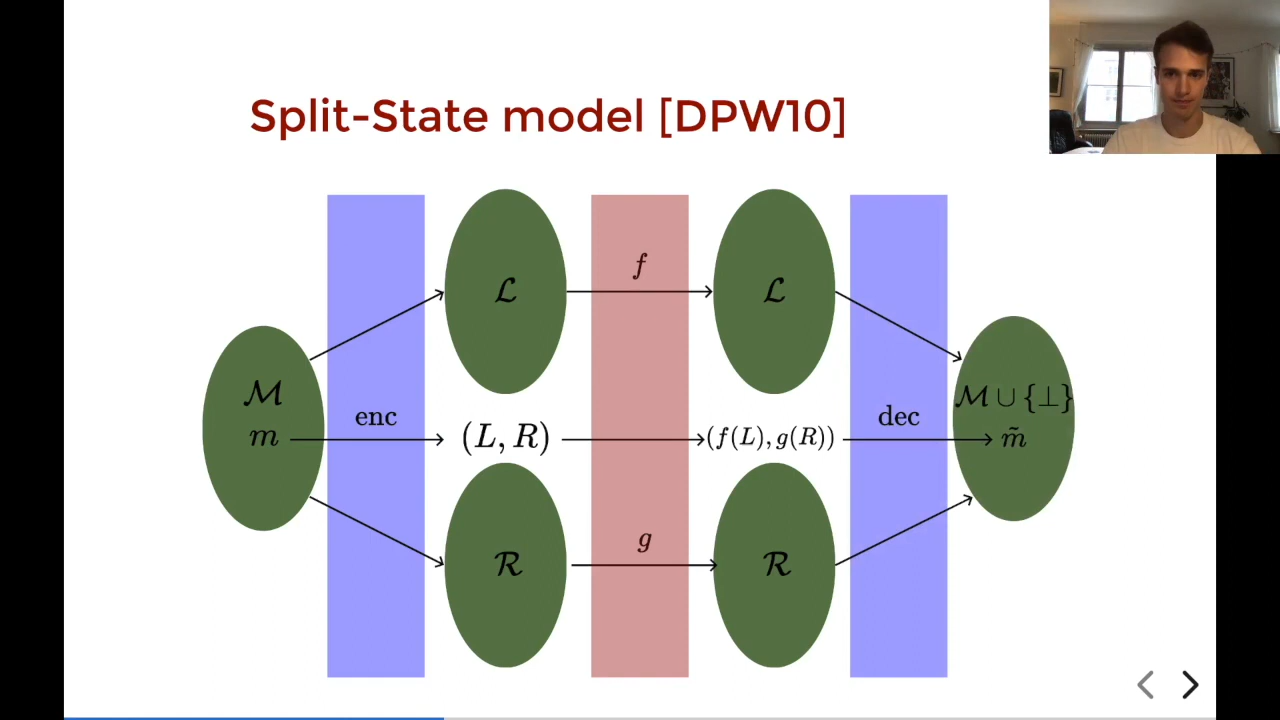 Split-State model [DPW10]
f
ℒ
ℒ
ℳ
m
enc
(L, R)
(f(L), g(R))
dec
ℳ ∪ {⊥}
m̃
g
ℛ
ℛ